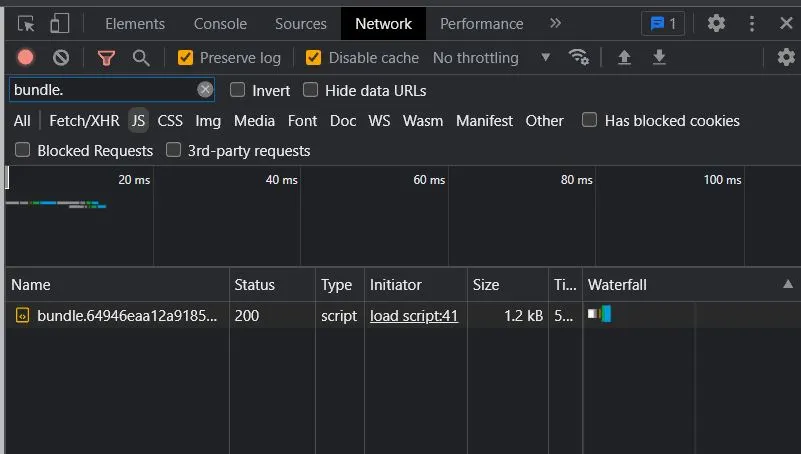 Elements Console Sources Network Performance » 1
Preserve log Disable cache No throttling
bundle. Invert Hide data URLs
All Fetch/XHR JS CSS Img Media Font Doc WS Wasm Manifest Other Has blocked cookies
Blocked Requests 3rd-party requests
20 ms 40 ms 60 ms 80 ms 100 ms
Name Status Type Initiator Size Ti... Waterfall
bundle.64946eaa12a9185... 200 script load script:41 1.2 kB 5...